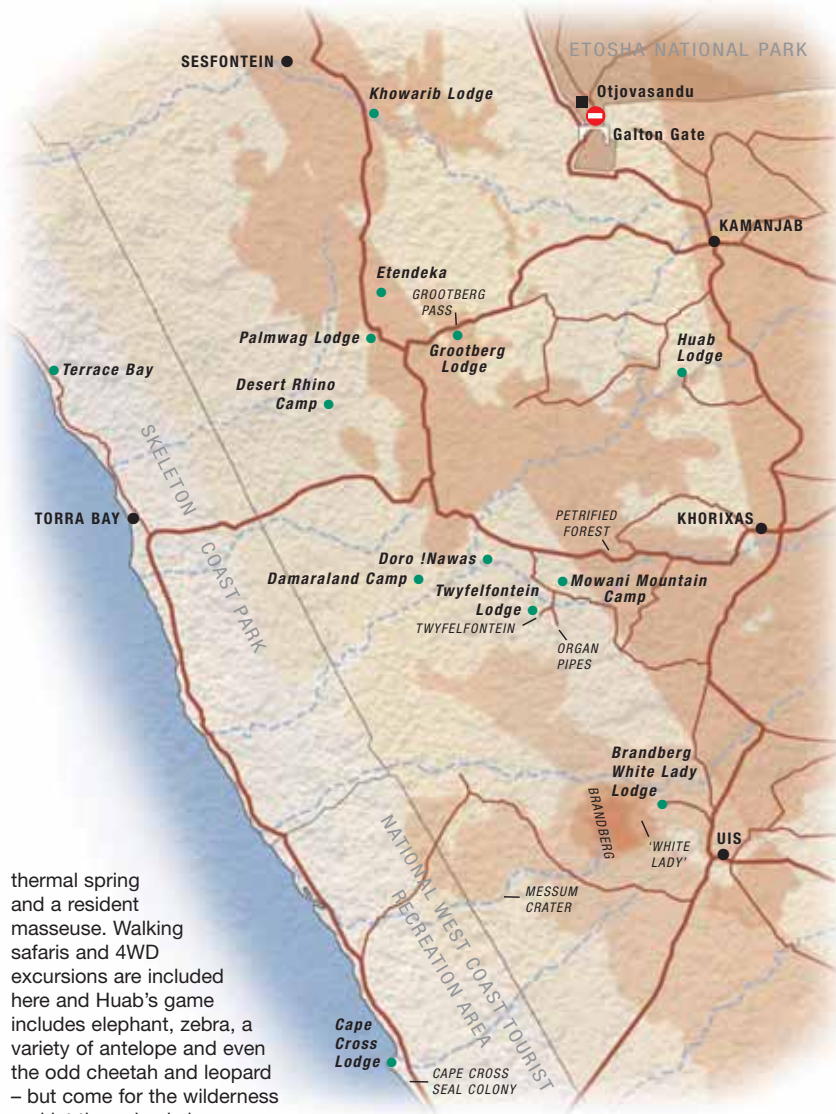 ETOSHA NATIONAL PARK
SESFONTEIN
Khowarib Lodge
Otjovasandu
Galton Gate
KAMANJAB
Etendeka
GROOTBERG
PASS
Palmwag Lodge
Grootberg
Lodge
Huab
Lodge
Terrace Bay
Desert Rhino
Camp
SKELETON COAST PARK
TORRA BAY
PETRIFIED
FOREST
KHORIXAS
Doro !Nawas
Damaraland Camp
Mowani Mountain
Camp
Twyfelfontein
Lodge
TWYFELFONTEIN
ORGAN
PIPES
Brandberg
White Lady
Lodge
BRANDBERG
'WHITE
LADY'
UIS
NATIONAL WEST COAST TOURIST
RECREATION AREA
MESSUM
CRATER
thermal spring
and a resident
masseuse. Walking
safaris and 4WD
excursions are included
here and Huab's game
includes elephant, zebra, a
variety of antelope and even
the odd cheetah and leopard
– but come for the wilderness
Cape
Cross
Lodge
CAPE CROSS
SEAL COLONY